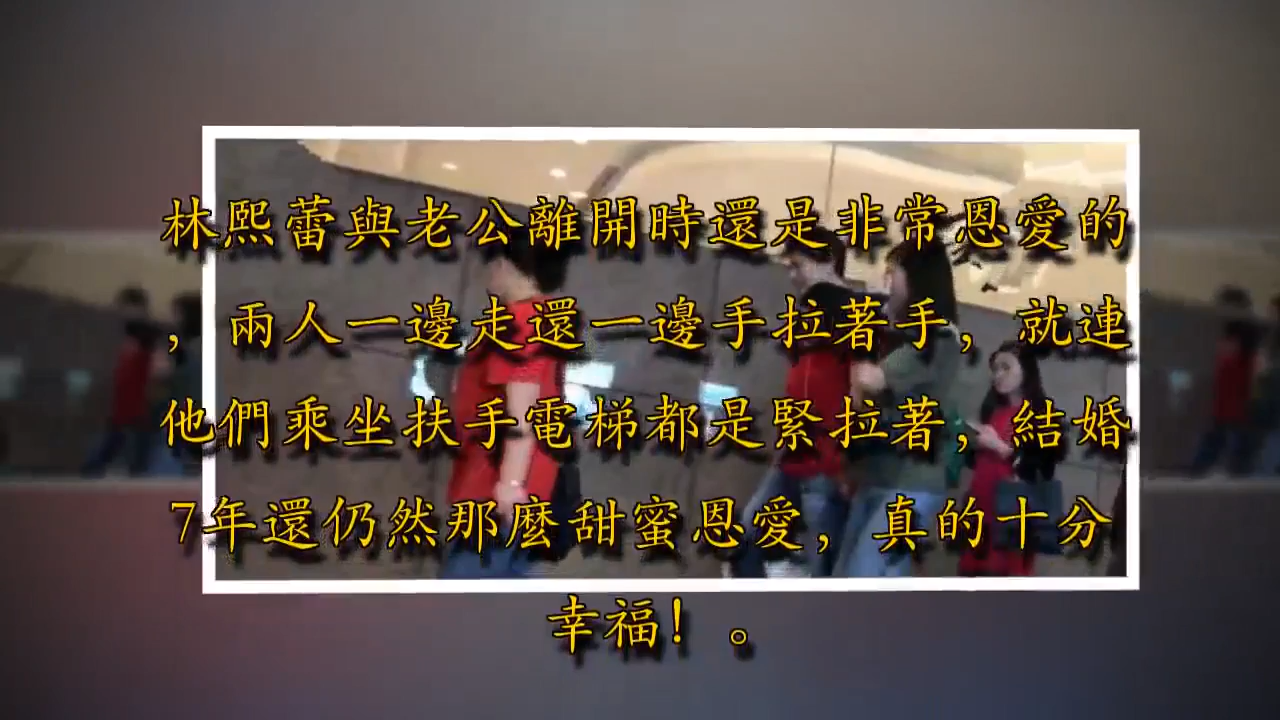 林熙蕾與老公離開時還是非常恩愛的
，兩人一邊走還一邊手拉著手，就連
他們乘坐扶手電梯都是緊拉著，結婚
7年還仍然那麼甜蜜恩愛，真的十分
幸福！。